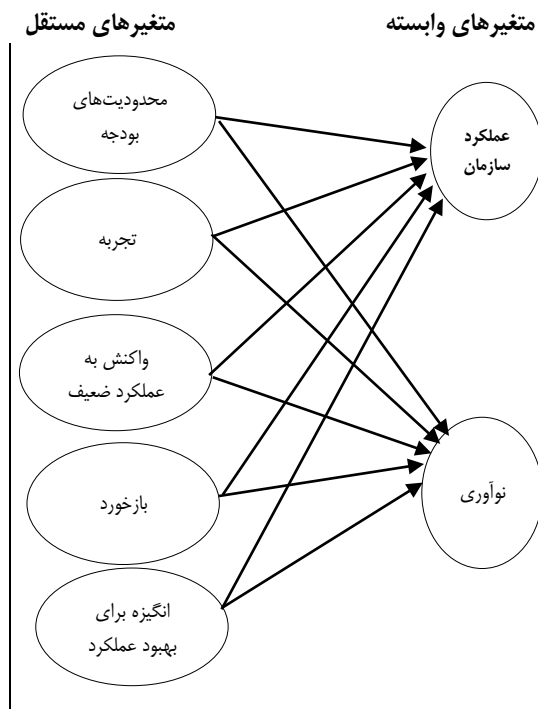 متغیرهای وابسته
متغیرهای مستقل
عملکرد
سازمان
نوآوری
محدودیت‌های
بودجه
تجربه
واکنش به
عملکرد ضعیف
بازخورد
انگیزه برای
بهبود عملکرد